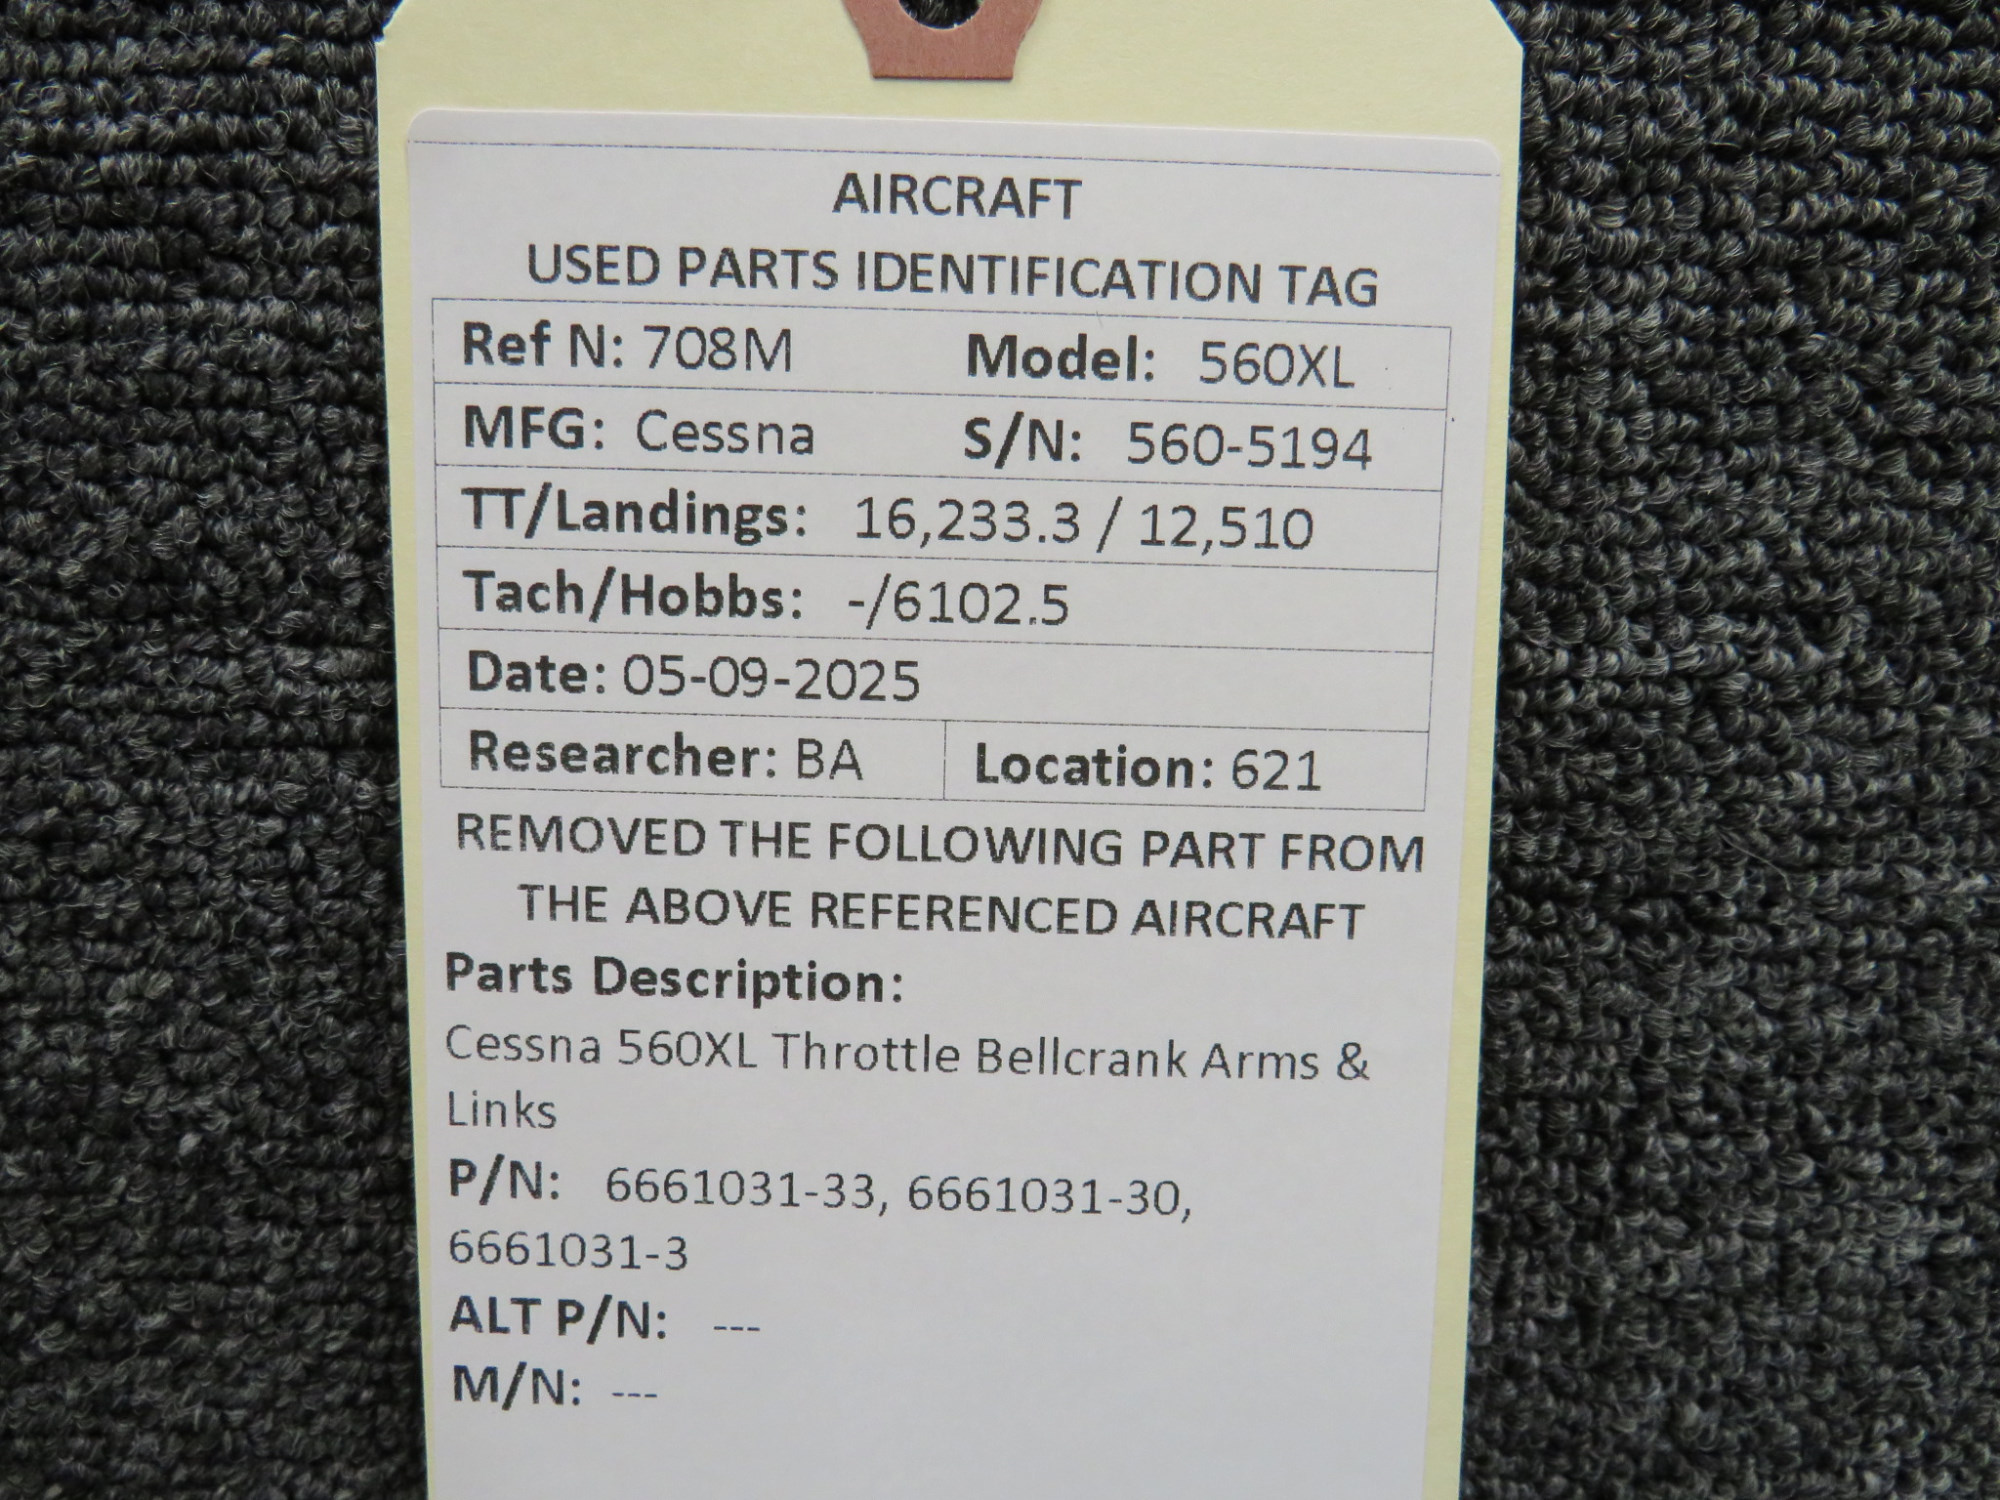 AIRCRAFT
USED PARTS IDENTIFICATION TAG
Ref N: 708M Model: 560XL
MFG: Cessna S/N: 560-5194
TT/Landings: 16,233.3 / 12,510
Tach/Hobbs: -/6102.5
Date: 05-09-2025
Researcher: BA Location: 621
REMOVED THE FOLLOWING PART FROM
THE ABOVE REFERENCED AIRCRAFT
Parts Description:
Cessna 560XL Throttle Bellcrank Arms &
Links
P/N: 6661031-33, 6661031-30,
6661031-3
ALT P/N: ---
M/N: ---